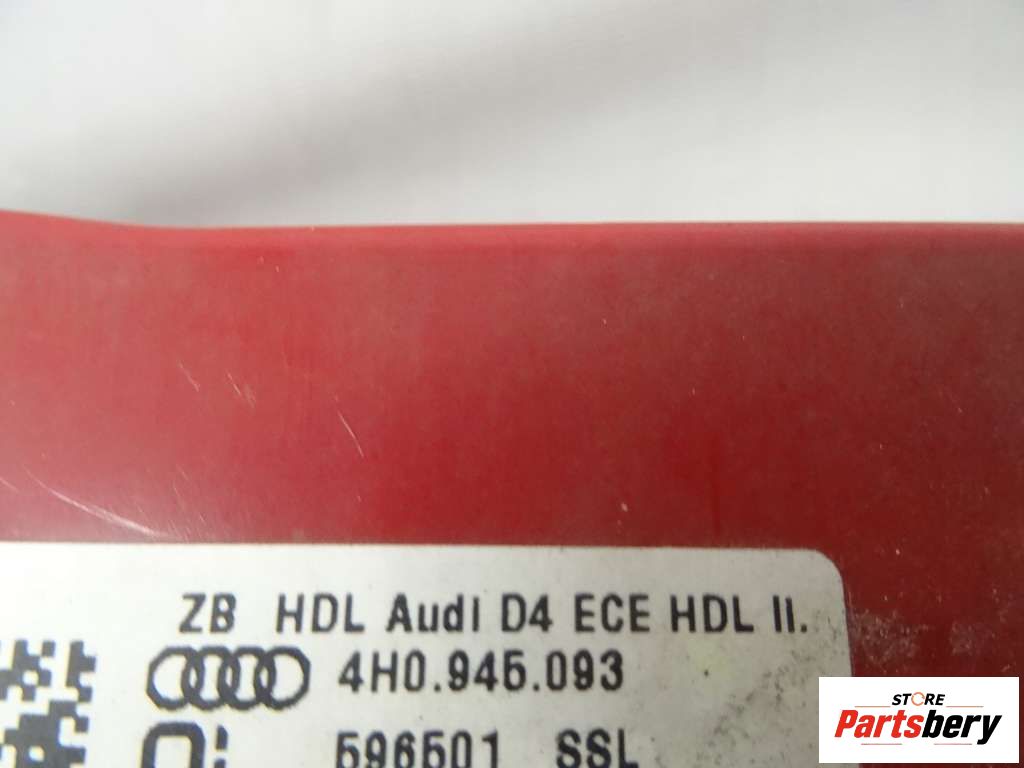 ZB HDL Audi D4 ECE HDL II.
4H0.945.093
596501 SSL
STORE
Partsbery